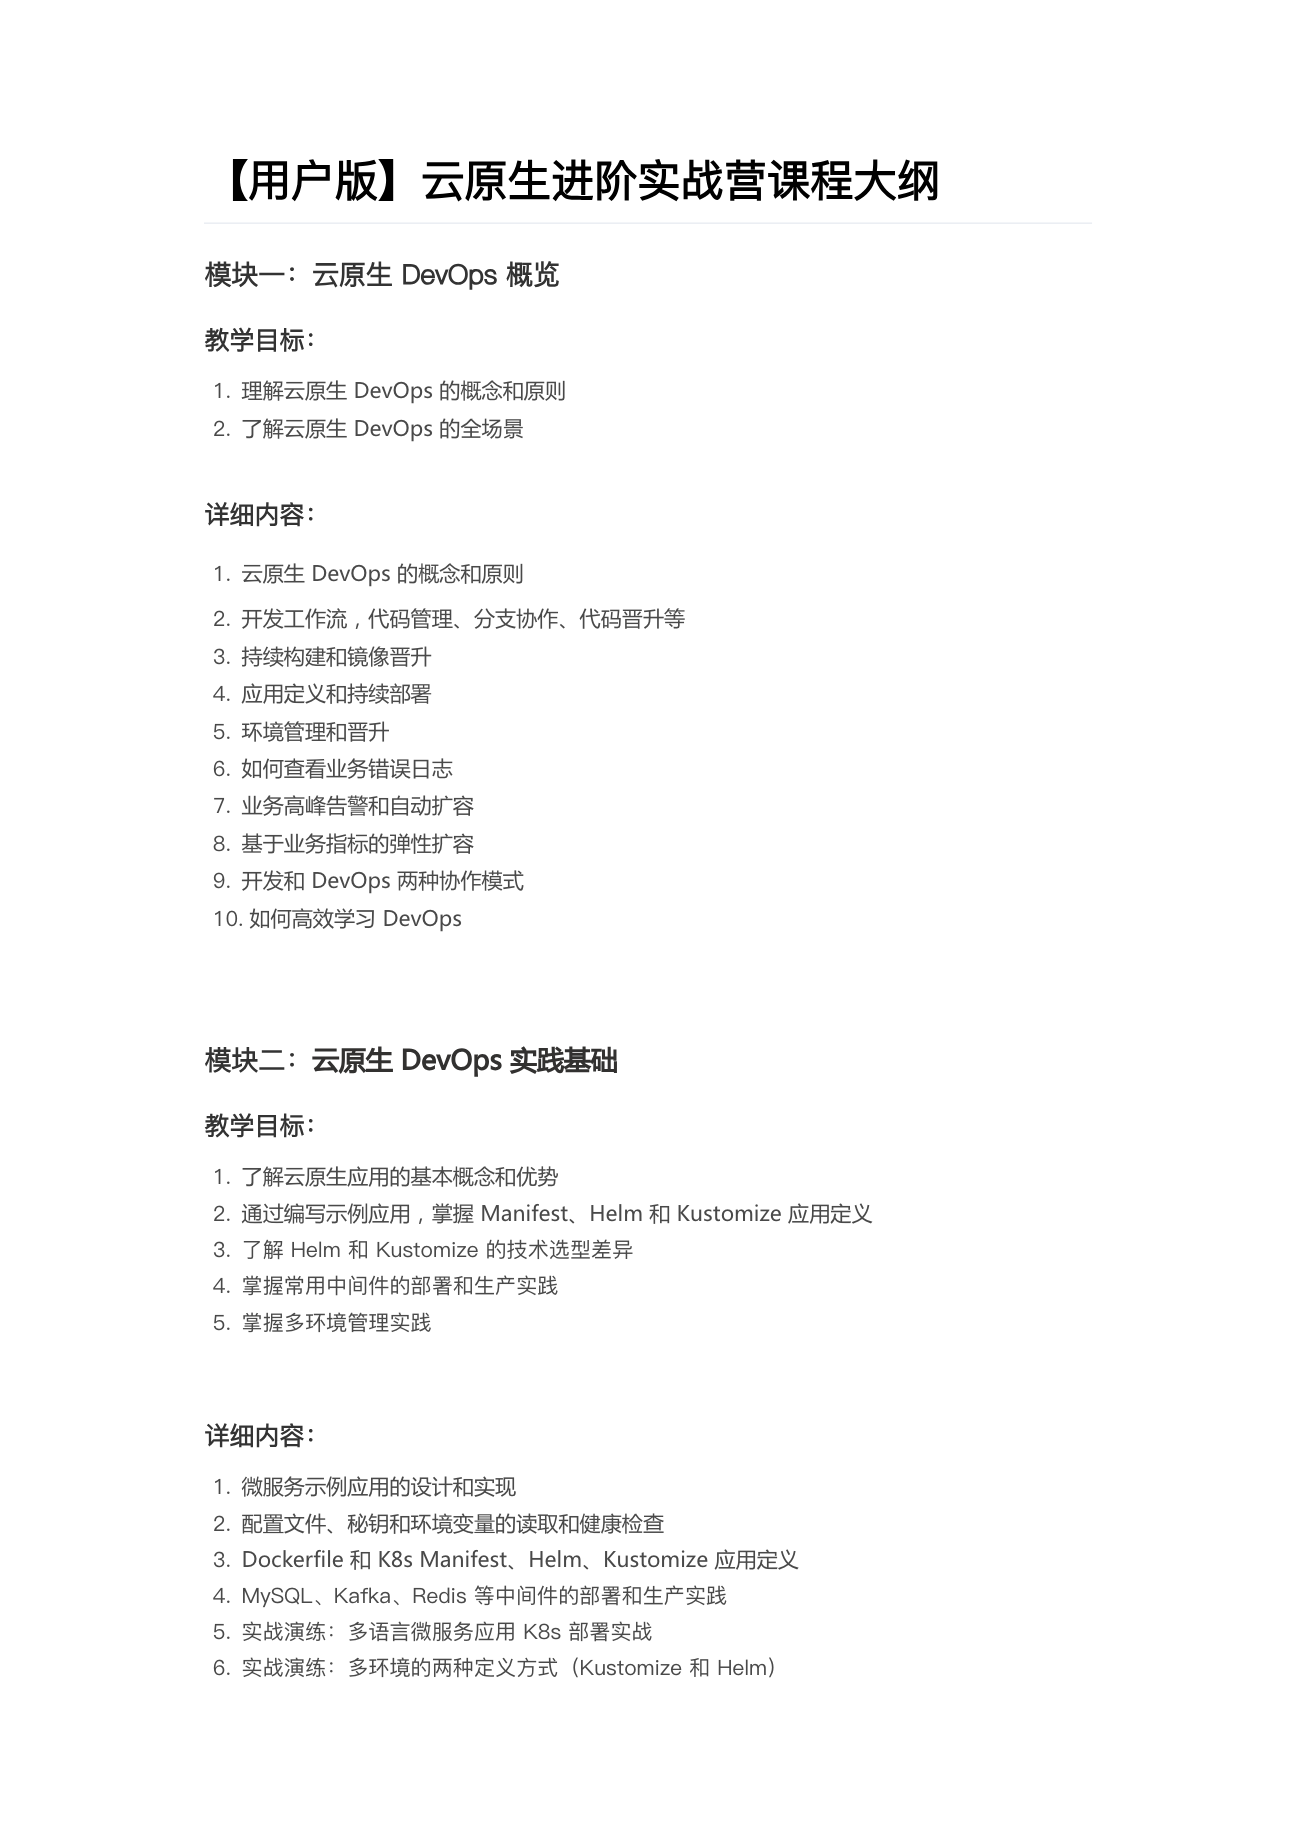 【用户版】云原生进阶实战营课程大纲
模块一：云原生 DevOps 概览
教学目标：
1. 理解云原生 DevOps 的概念和原则
2. 了解云原生 DevOps 的全场景
详细内容：
1. 云原生 DevOps 的概念和原则
2. 开发工作流，代码管理、分支协作、代码晋升等
3. 持续构建和镜像晋升
4. 应用定义和持续部署
5. 环境管理和晋升
6. 如何查看业务错误日志
7. 业务高峰告警和自动扩容
8. 基于业务指标的弹性扩容
9. 开发和 DevOps 两种协作模式
10. 如何高效学习 DevOps
模块二：云原生 DevOps 实践基础
教学目标：
1. 了解云原生应用的基本概念和优势
2. 通过编写示例应用，掌握 Manifest、Helm 和 Kustomize 应用定义
3. 了解 Helm 和 Kustomize 的技术选型差异
4. 掌握常用中间件的部署和生产实践
5. 掌握多环境管理实践
详细内容：
1. 微服务示例应用的设计和实现
2. 配置文件、秘钥和环境变量的读取和健康检查
3. Dockerfile 和 K8s Manifest、Helm、Kustomize 应用定义
4. MySQL、Kafka、Redis 等中间件的部署和生产实践
5. 实战演练：多语言微服务应用 K8s 部署实战
6. 实战演练：多环境的两种定义方式（Kustomize 和 Helm）